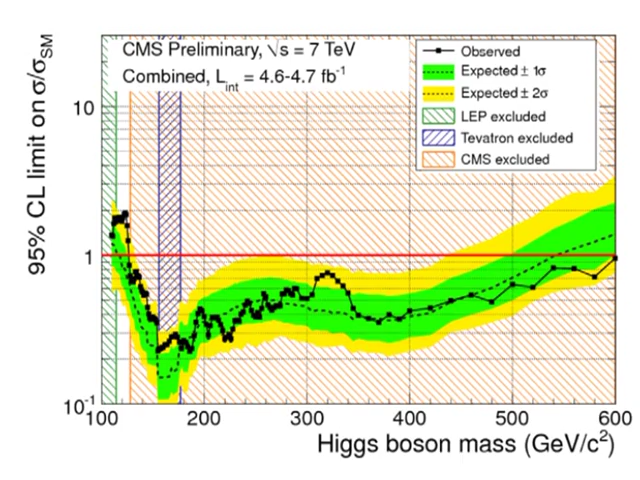 CMS Preliminary, √s = 7 TeV
Combined, L_int = 4.6-4.7 fb⁻¹
Observed
Expected ± 1σ
Expected ± 2σ
LEP excluded
Tevatron excluded
CMS excluded
95% CL limit on σ/σ_SM
10
1
10⁻¹
100 200 300 400 500 600
Higgs boson mass (GeV/c²)